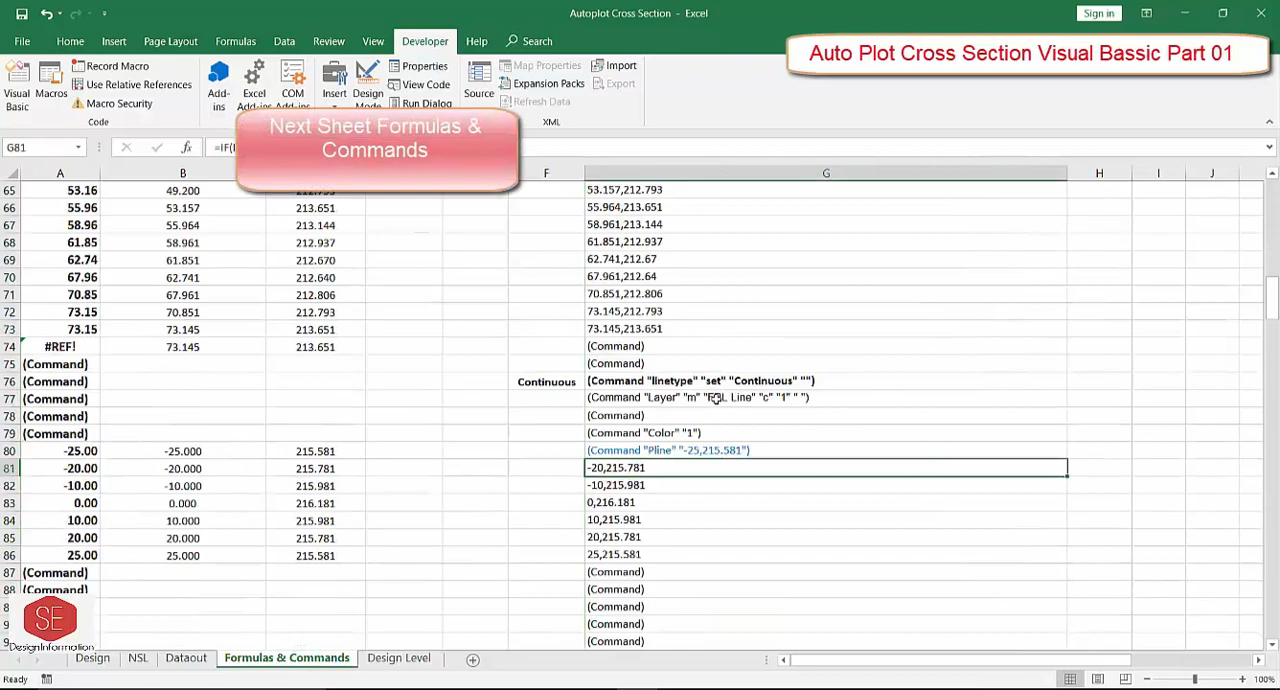 Autoplot Cross Section - Excel
Sign in
File Home Insert Page Layout Formulas Data Review View Developer Help Search
Auto Plot Cross Section Visual Bassic Part 01
Visual Basic
Macros
Record Macro
Use Relative References
Macro Security
Code
Add-ins
Excel Add-ins
COM Add-ins
Insert
Design Mode
Properties
View Code
Run Dialog
Source
Map Properties
Expansion Packs
Refresh Data
Import
Export
XML
Next Sheet Formulas &
Commands
G81
fx
A B F G H I J
65 53.16 49.200 53.157,212.793
66 55.96 53.157 213.651 55.964,213.651
67 58.96 55.964 213.144 58.961,213.144
68 61.85 58.961 212.937 61.851,212.937
69 62.74 61.851 212.670 62.741,212.67
70 67.96 62.741 212.640 67.961,212.64
71 70.85 67.961 212.806 70.851,212.806
72 73.15 70.851 212.793 73.145,212.793
73 73.15 73.145 213.651 73.145,213.651
74 #REF! 73.145 213.651 (Command)
75 (Command) (Command)
76 (Command) Continuous (Command "linetype" "set" "Continuous" "")
77 (Command) (Command "Layer" "m" Line" "c" "1" " ")
78 (Command) (Command)
79 (Command) (Command "Color" "1")
80 -25.00 -25.000 215.581 (Command "Pline" "-25,215.581")
81 -20.00 -20.000 215.781 -20,215.781
82 -10.00 -10.000 215.981 -10,215.981
83 0.00 0.000 216.181 0,216.181
84 10.00 10.000 215.981 10,215.981
85 20.00 20.000 215.781 20,215.781
86 25.00 25.000 215.581 25,215.581
87 (Command) (Command)
88 (Command) (Command)
(Command)
(Command)
(Command)
SE
DesignInformation
Design NSL Dataout Formulas & Commands Design Level
Ready
100%